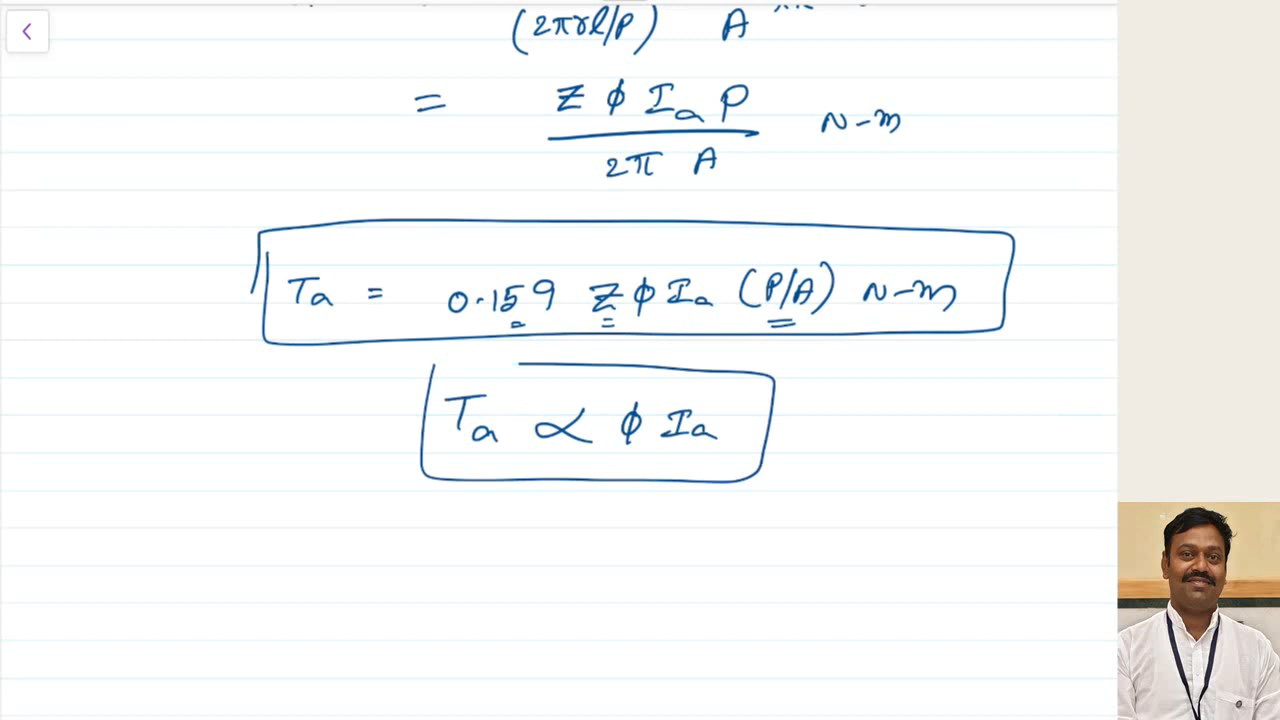 (2πrl/P) A
= Z ϕ Ia P / 2π A N-m
Ta = 0.159 Z ϕ Ia (P/A) N-m
Ta ∝ ϕ Ia